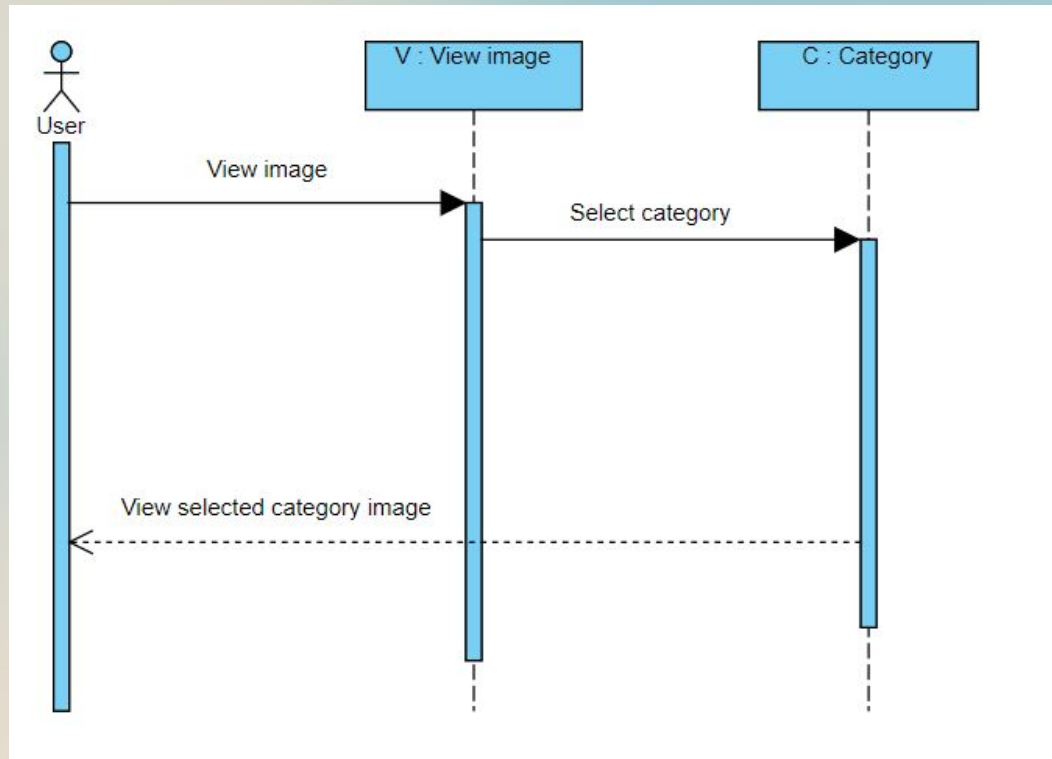 V : View image
C : Category
User
View image
Select category
View selected category image